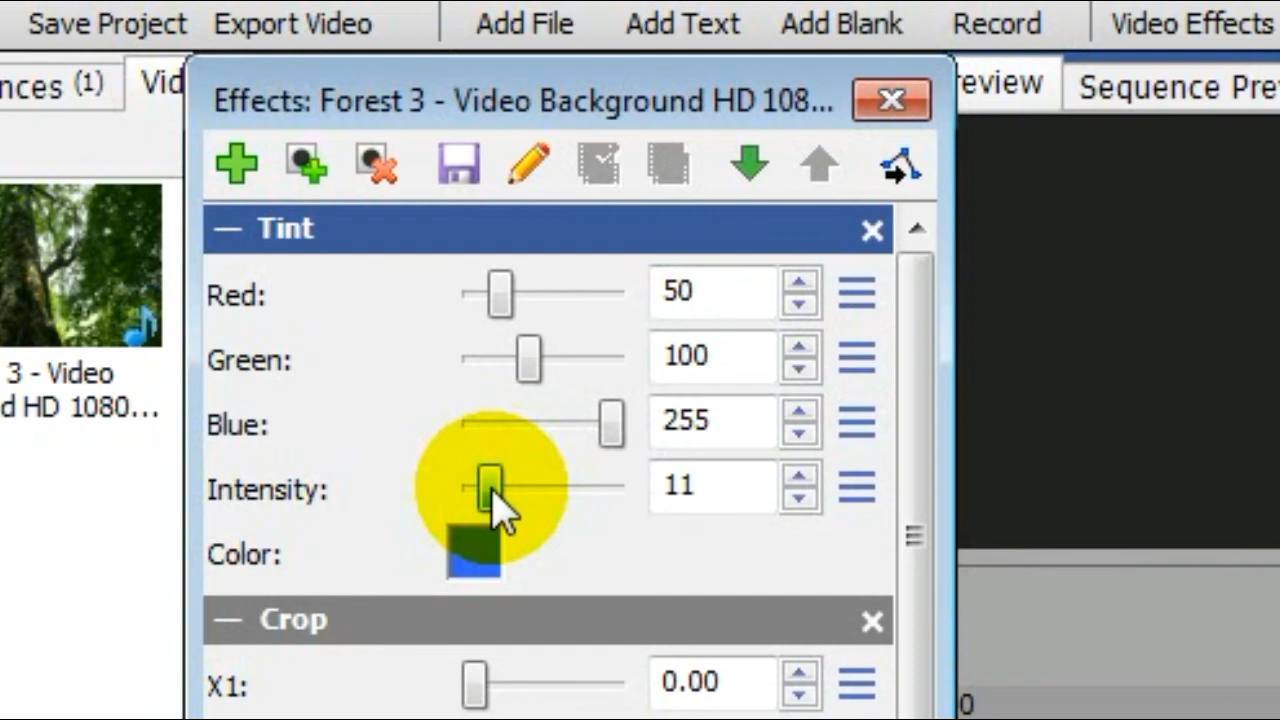 Save Project Export Video Add File Add Text Add Blank Record Video Effects
nces (1) Vid eview Sequence Pre
Effects: Forest 3 - Video Background HD 108...
— Tint
Red: 50
Green: 100
Blue: 255
Intensity: 11
Color:
3 - Video
d HD 1080...
— Crop
X1: 0.00
0